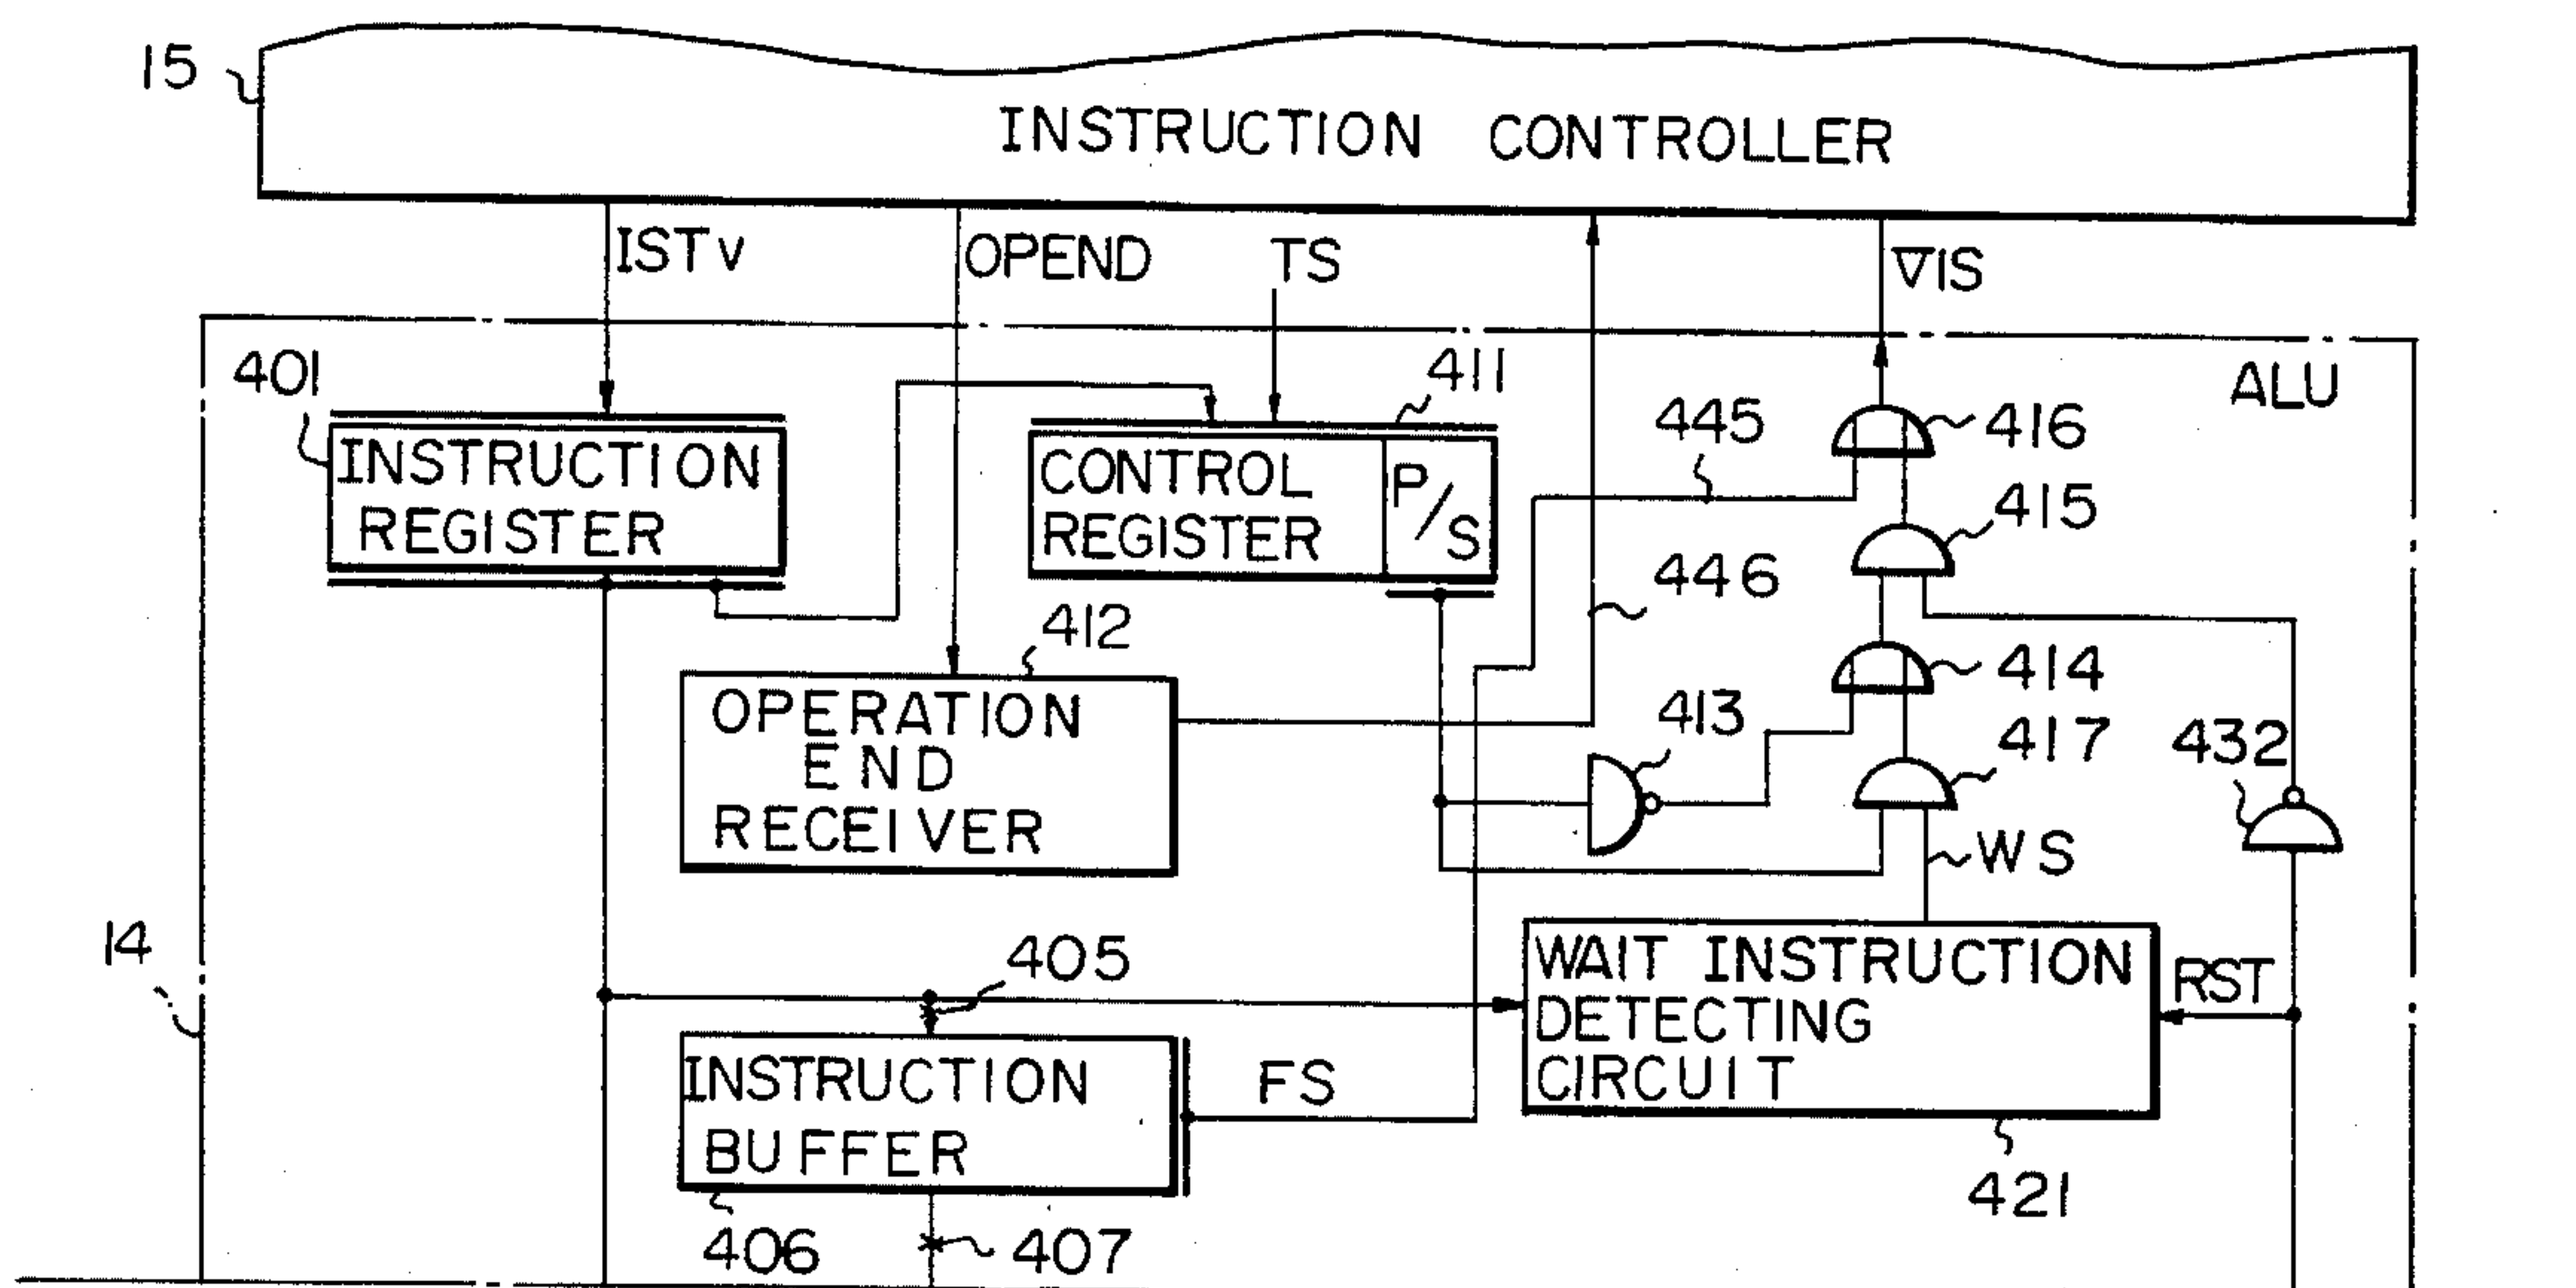 15
INSTRUCTION CONTROLLER
ISTv
OPEND
TS
▽IS
401
411
ALU
445
416
INSTRUCTION
REGISTER
CONTROL
REGISTER
P/S
415
446
412
414
OPERATION
END
RECEIVER
413
417
432
WS
14
405
WAIT INSTRUCTION
DETECTING
CIRCUIT
RST
INSTRUCTION
BUFFER
FS
421
406
407